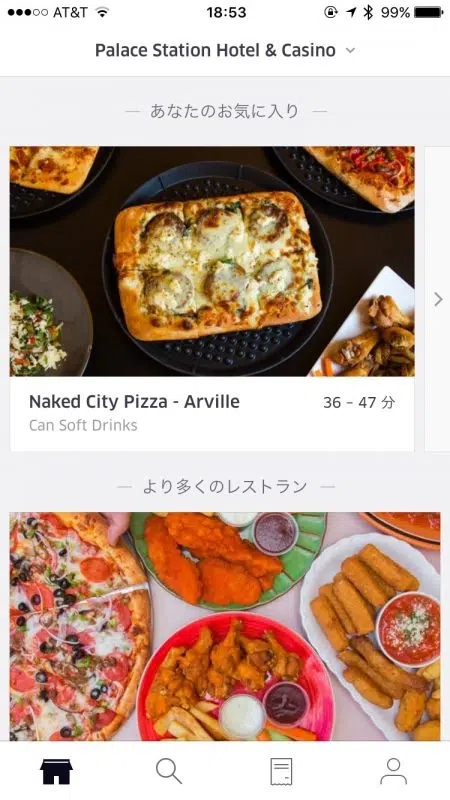 AT&T 18:53 99%
Palace Station Hotel & Casino
あなたのお気に入り
Naked City Pizza - Arville 36 – 47 分
Can Soft Drinks
より多くのレストラン